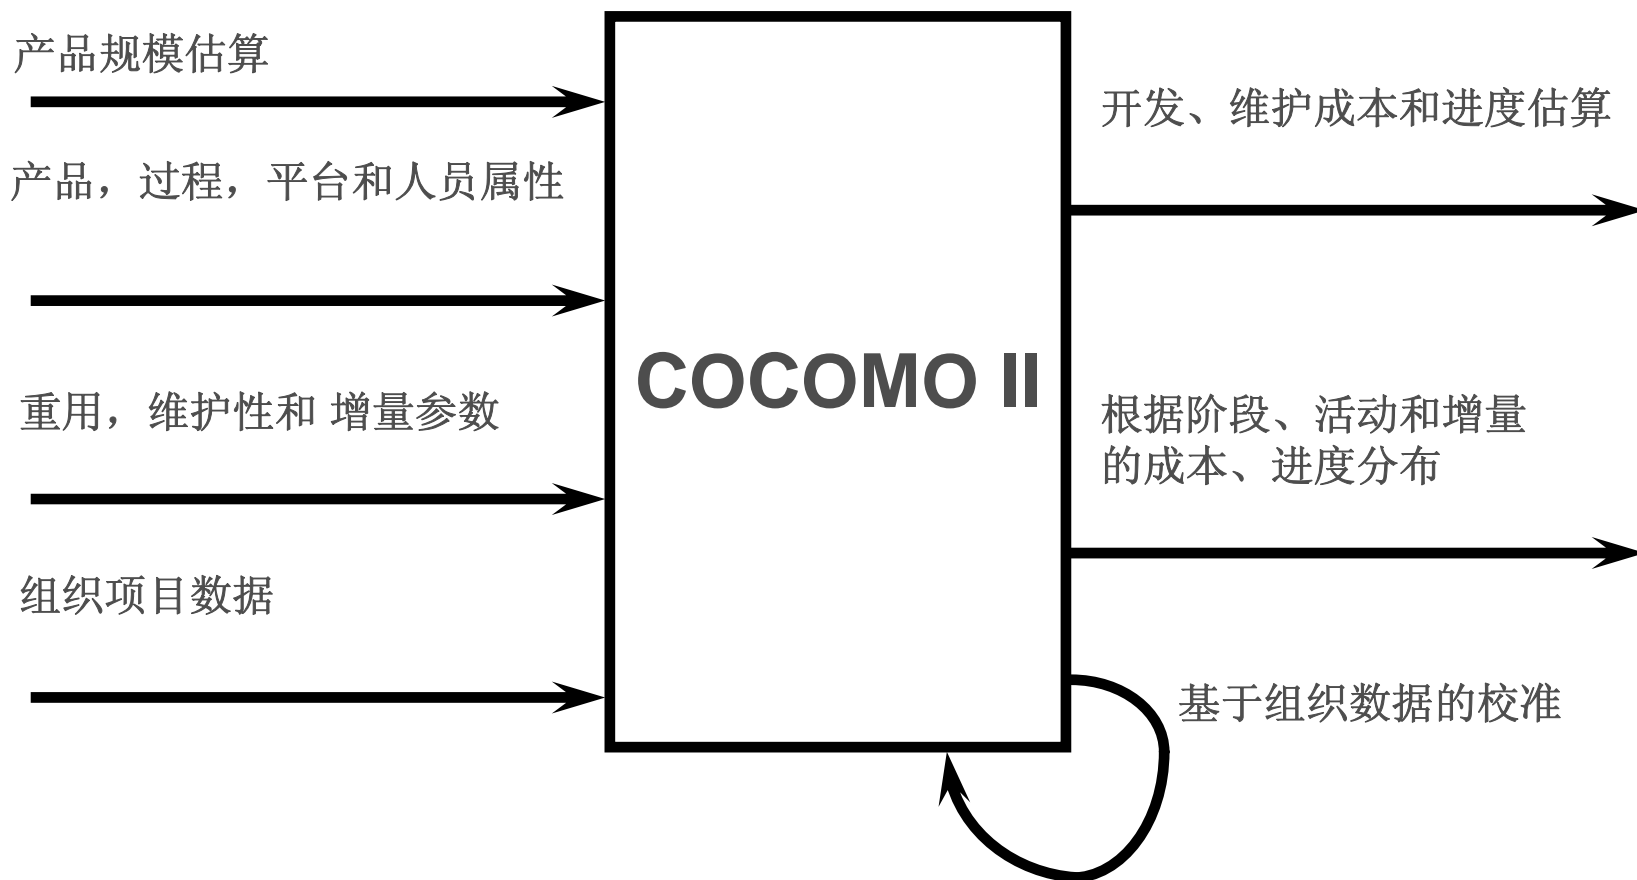 产品规模估算
产品，过程，平台和人员属性
重用，维护性和 增量参数
组织项目数据
COCOMO II
开发、维护成本和进度估算
根据阶段、活动和增量
的成本、进度分布
基于组织数据的校准